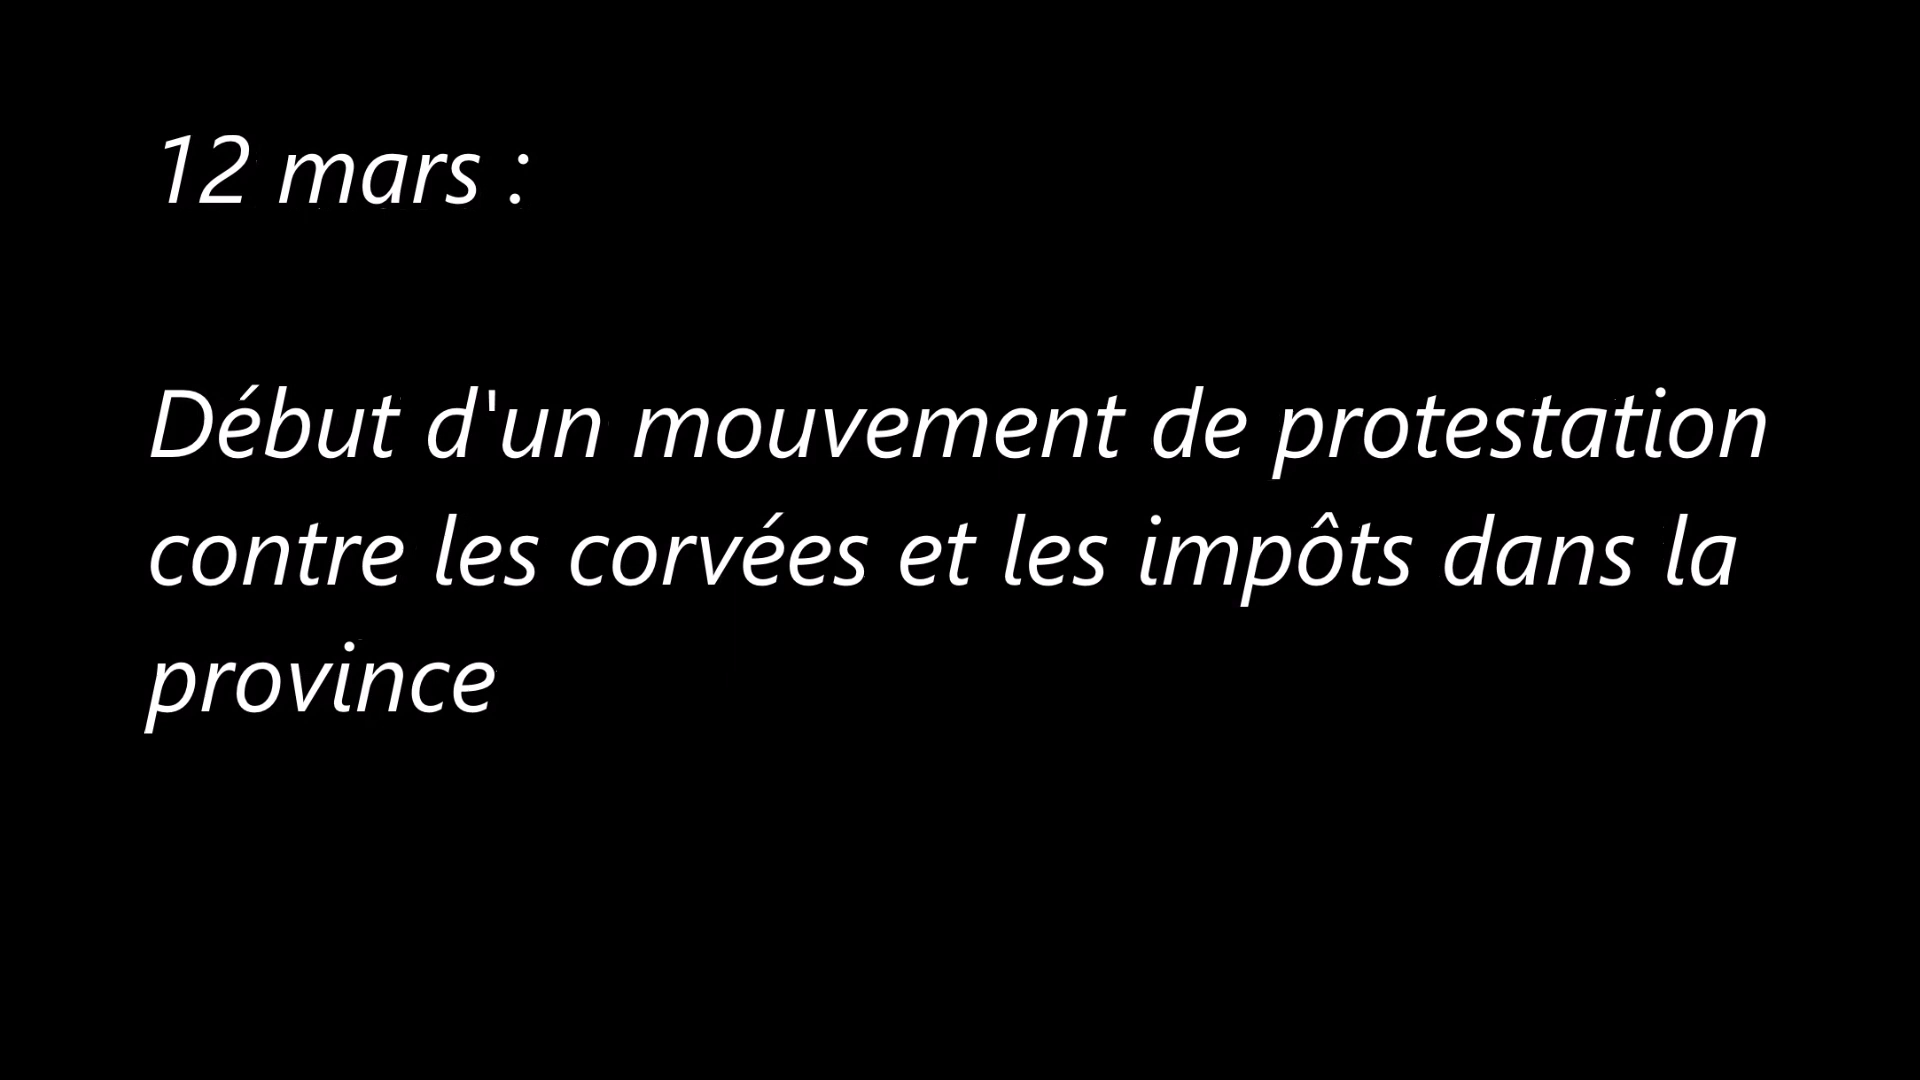 12 mars :
Début d'un mouvement de protestation
contre les corvées et les impôts dans la
province